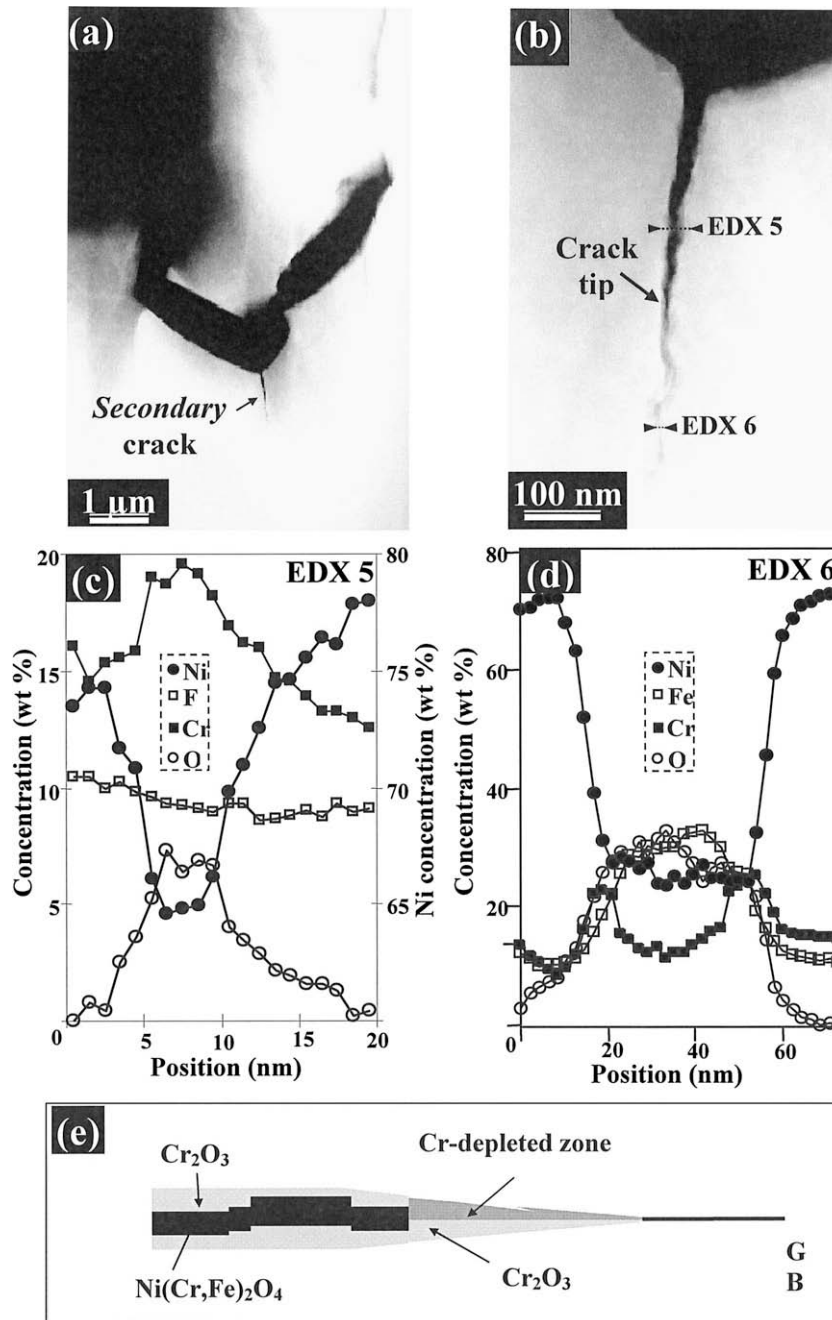 (a)
Secondary
crack
1 μm
(b)
EDX 5
Crack
tip
EDX 6
100 nm
(c)
EDX 5
20
15
10
5
0
80
75
70
65
Concentration (wt %)
Ni concentration (wt %)
Ni
F
Cr
O
0
5
10
15
20
Position (nm)
(d)
EDX 6
80
60
40
20
Concentration (wt %)
Ni
Fe
Cr
O
0
20
40
60
Position (nm)
(e)
Cr₂O₃
Cr-depleted zone
Ni(Cr,Fe)₂O₄
Cr₂O₃
G
B